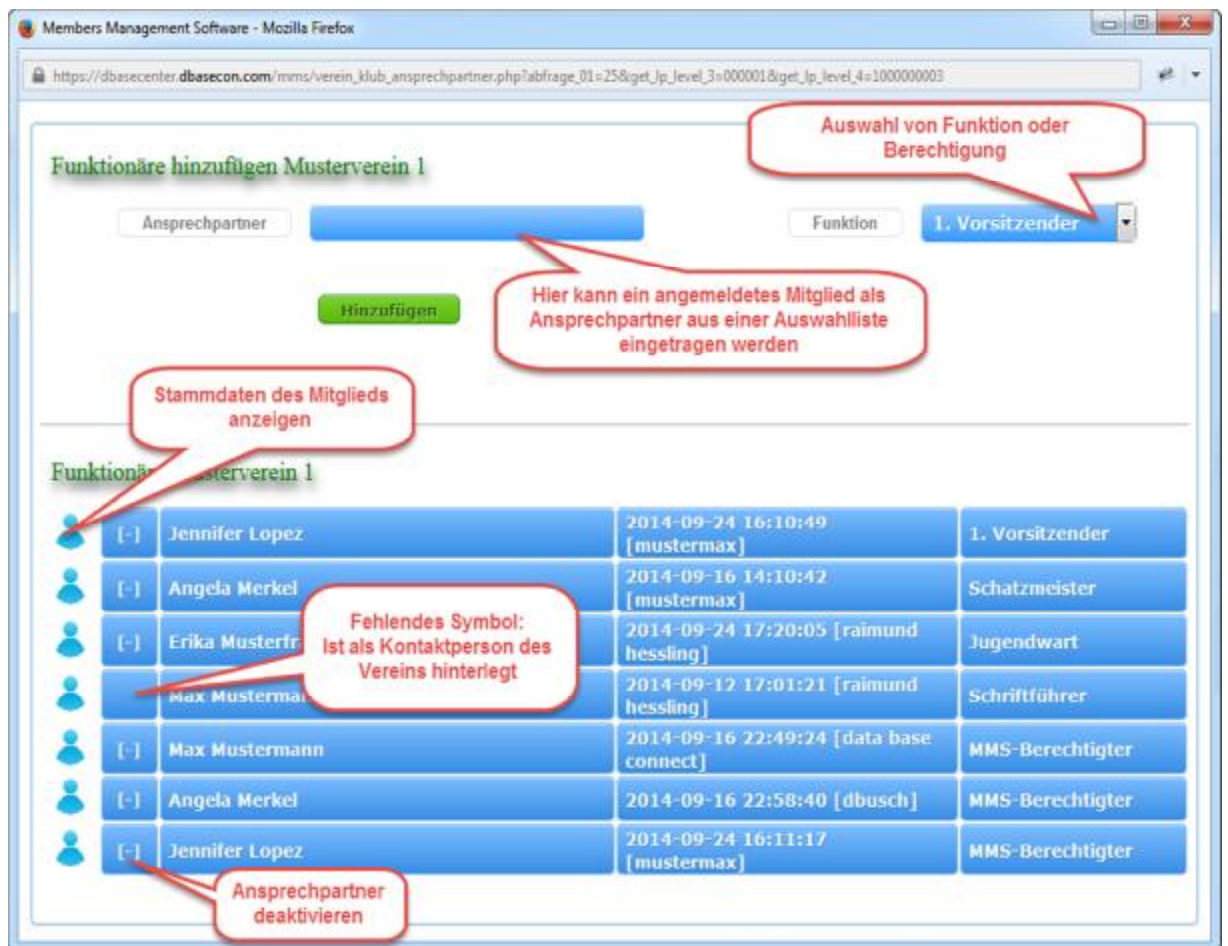 Members Management Software - Mozilla Firefox
https://dbasecenter.dbasecon.com/mms/verein_klub_ansprechpartner.php?abfrage_01=25&get_lp_level_3=000001&get_lp_level_4=1000000003
Auswahl von Funktion oder
Berechtigung
Funktionäre hinzufügen Musterverein 1
Ansprechpartner
Funktion
1. Vorsitzender
Hier kann ein angemeldetes Mitglied als
Ansprechpartner aus einer Auswahlliste
eingetragen werden
Hinzufügen
Stammdaten des Mitglieds
anzeigen
Funktionär Musterverein 1
[-] Jennifer Lopez 2014-09-24 16:10:49
[mustermax] 1. Vorsitzender
[-] Angela Merkel 2014-09-16 14:10:42
[mustermax] Schatzmeister
Fehlendes Symbol:
Ist als Kontaktperson des
Vereins hinterlegt
[-] Erika Musterfr 2014-09-24 17:20:05 [raimund
hessling] Jugendwart
Max Musterman 2014-09-12 17:01:21 [raimund
hessling] Schriftführer
[-] Max Mustermann 2014-09-16 22:49:24 [data base
connect] MMS-Berechtigter
[-] Angela Merkel 2014-09-16 22:58:40 [dbusch] MMS-Berechtigter
[-] Jennifer Lopez 2014-09-24 16:11:17
[mustermax] MMS-Berechtigter
Ansprechpartner
deaktivieren